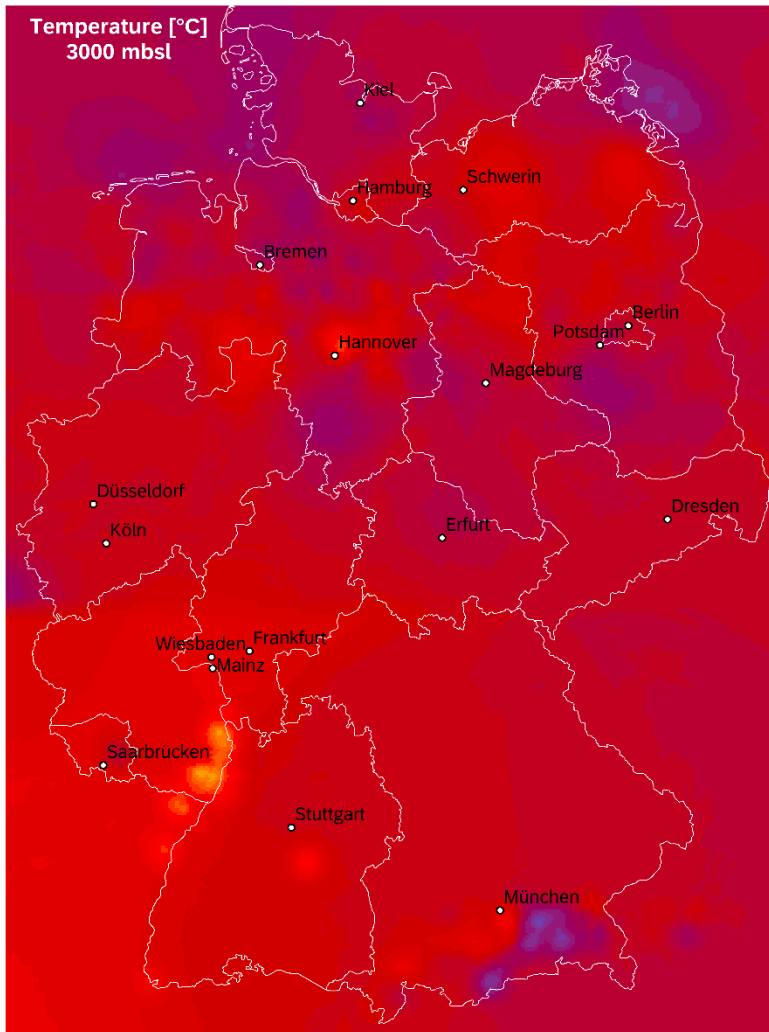 Temperature [°C]
3000 mbsl
Kiel
Schwerin
Hamburg
Bremen
Berlin
Potsdam
Hannover
Magdeburg
Düsseldorf
Dresden
Köln
Erfurt
Wiesbaden
Frankfurt
Mainz
Saarbrücken
Stuttgart
München